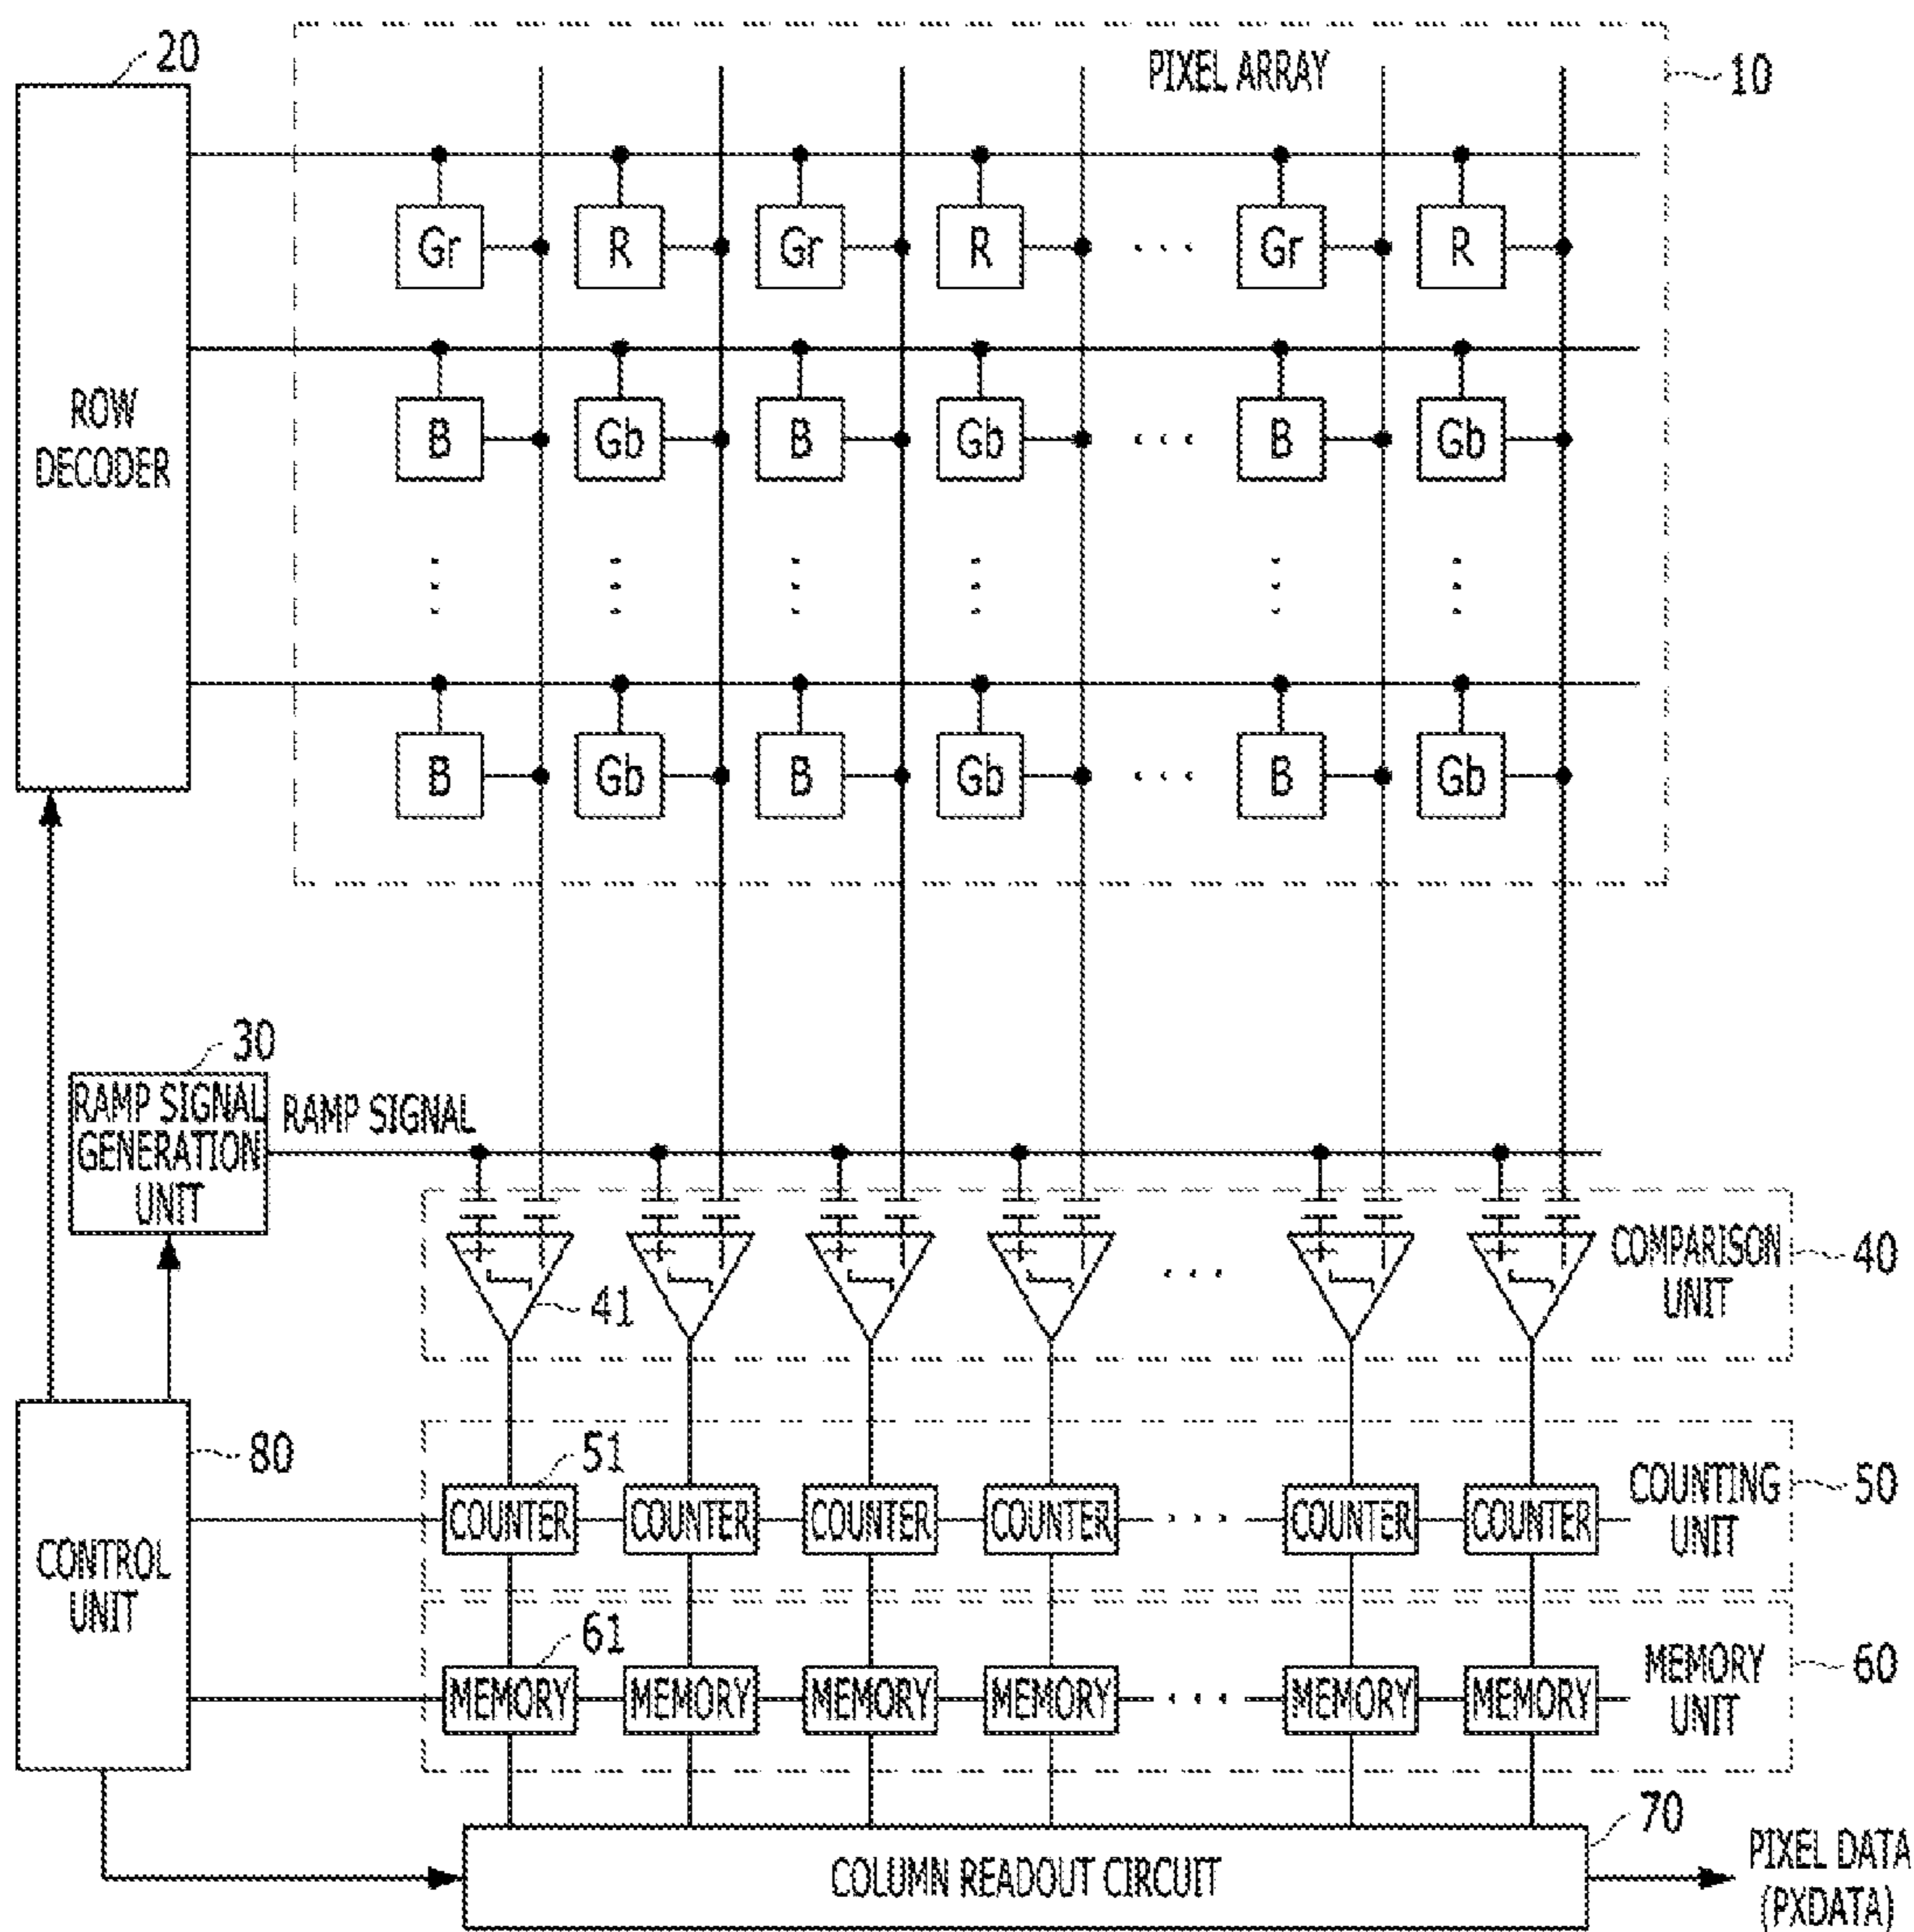 20
PIXEL ARRAY
10
Gr R Gr R ... Gr R
ROW
DECODER
B Gb B Gb ... B Gb
B Gb B Gb ... B Gb
30
RAMP SIGNAL
GENERATION
UNIT
RAMP SIGNAL
+ - + - + - + - ... + - + -
41
COMPARISON
UNIT
40
80
51
COUNTER COUNTER COUNTER COUNTER ... COUNTER COUNTER
COUNTING
UNIT
50
CONTROL
UNIT
61
MEMORY MEMORY MEMORY MEMORY ... MEMORY MEMORY
MEMORY
UNIT
60
70
COLUMN READOUT CIRCUIT
PIXEL DATA
(PXDATA)